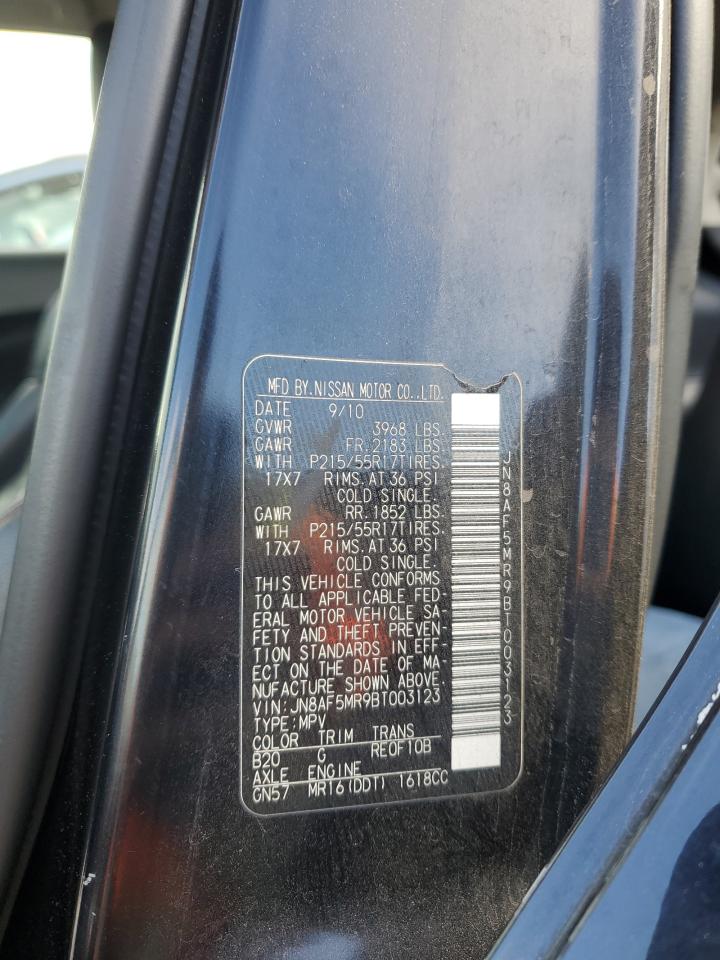 MFD BY.NISSAN MOTOR CO.,LTD.
DATE 9/10
GVWR 3968 LBS.
GAWR FR.2183 LBS.
WITH P215/55R17TIRES.
17X7 RIMS.AT 36 PSI
COLD SINGLE.
GAWR RR.1852 LBS.
WITH P215/55R17TIRES.
17X7 RIMS.AT 36 PSI
COLD SINGLE.
THIS VEHICLE CONFORMS
TO ALL APPLICABLE FED-
ERAL MOTOR VEHICLE SA-
FETY AND THEFT PREVEN-
TION STANDARDS IN EFF-
ECT ON THE DATE OF MA-
NUFACTURE SHOWN ABOVE.
VIN:JN8AF5MR9BT003123
TYPE:MPV
COLOR TRIM TRANS
B20 G RE0F10B
AXLE ENGINE
GN57 MR16(DDT) 1618CC
JN8AF5MR9BT003123